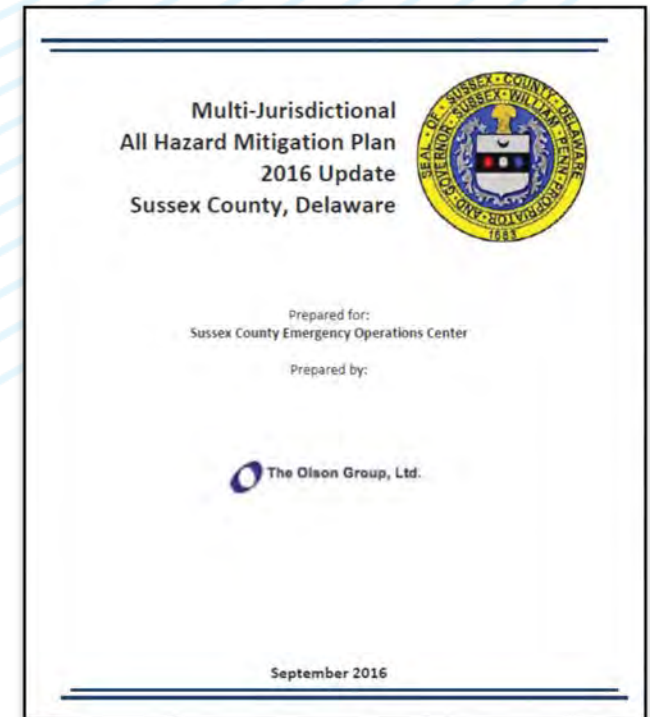 Multi-Jurisdictional
All Hazard Mitigation Plan
2016 Update
Sussex County, Delaware
SEAL · OF · SUSSEX · COUNTY · DELAWARE
GOVERNOR · SUSSEX · WILLIAM · PENN · PROPRIATOR · AND
1683
Prepared for:
Sussex County Emergency Operations Center
Prepared by:
The Olson Group, Ltd.
September 2016